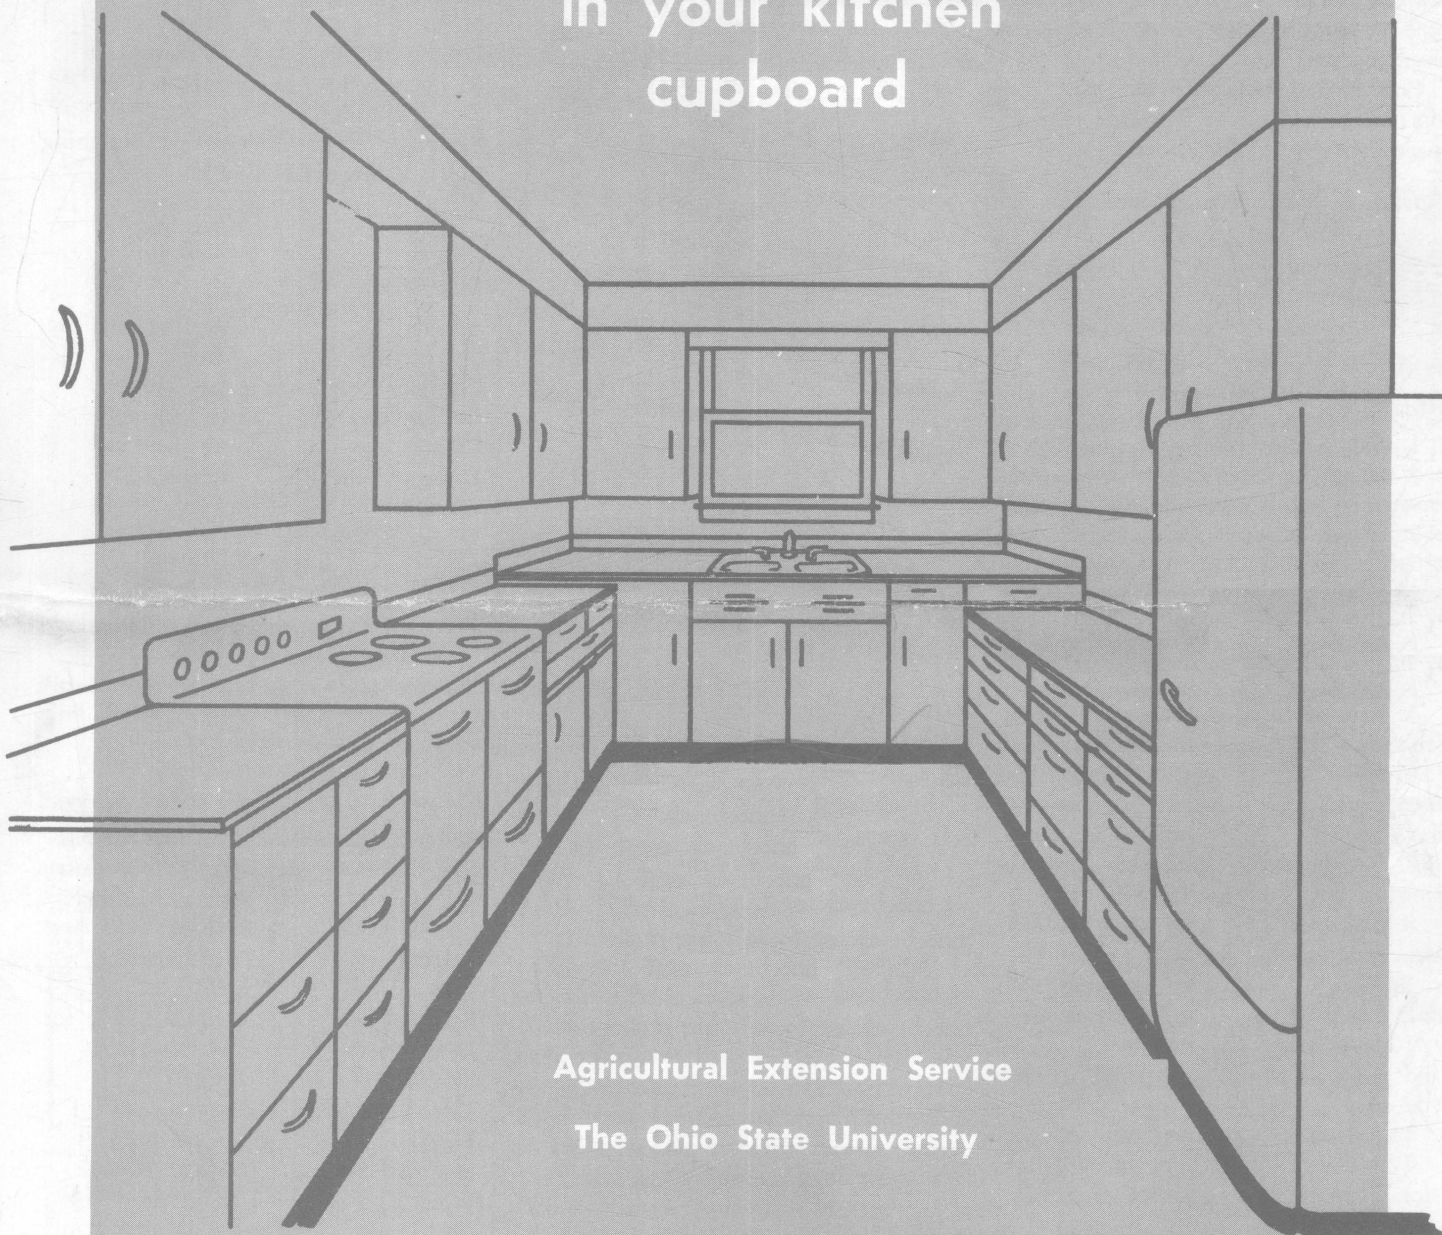 in your kitchen
cupboard
Agricultural Extension Service
The Ohio State University